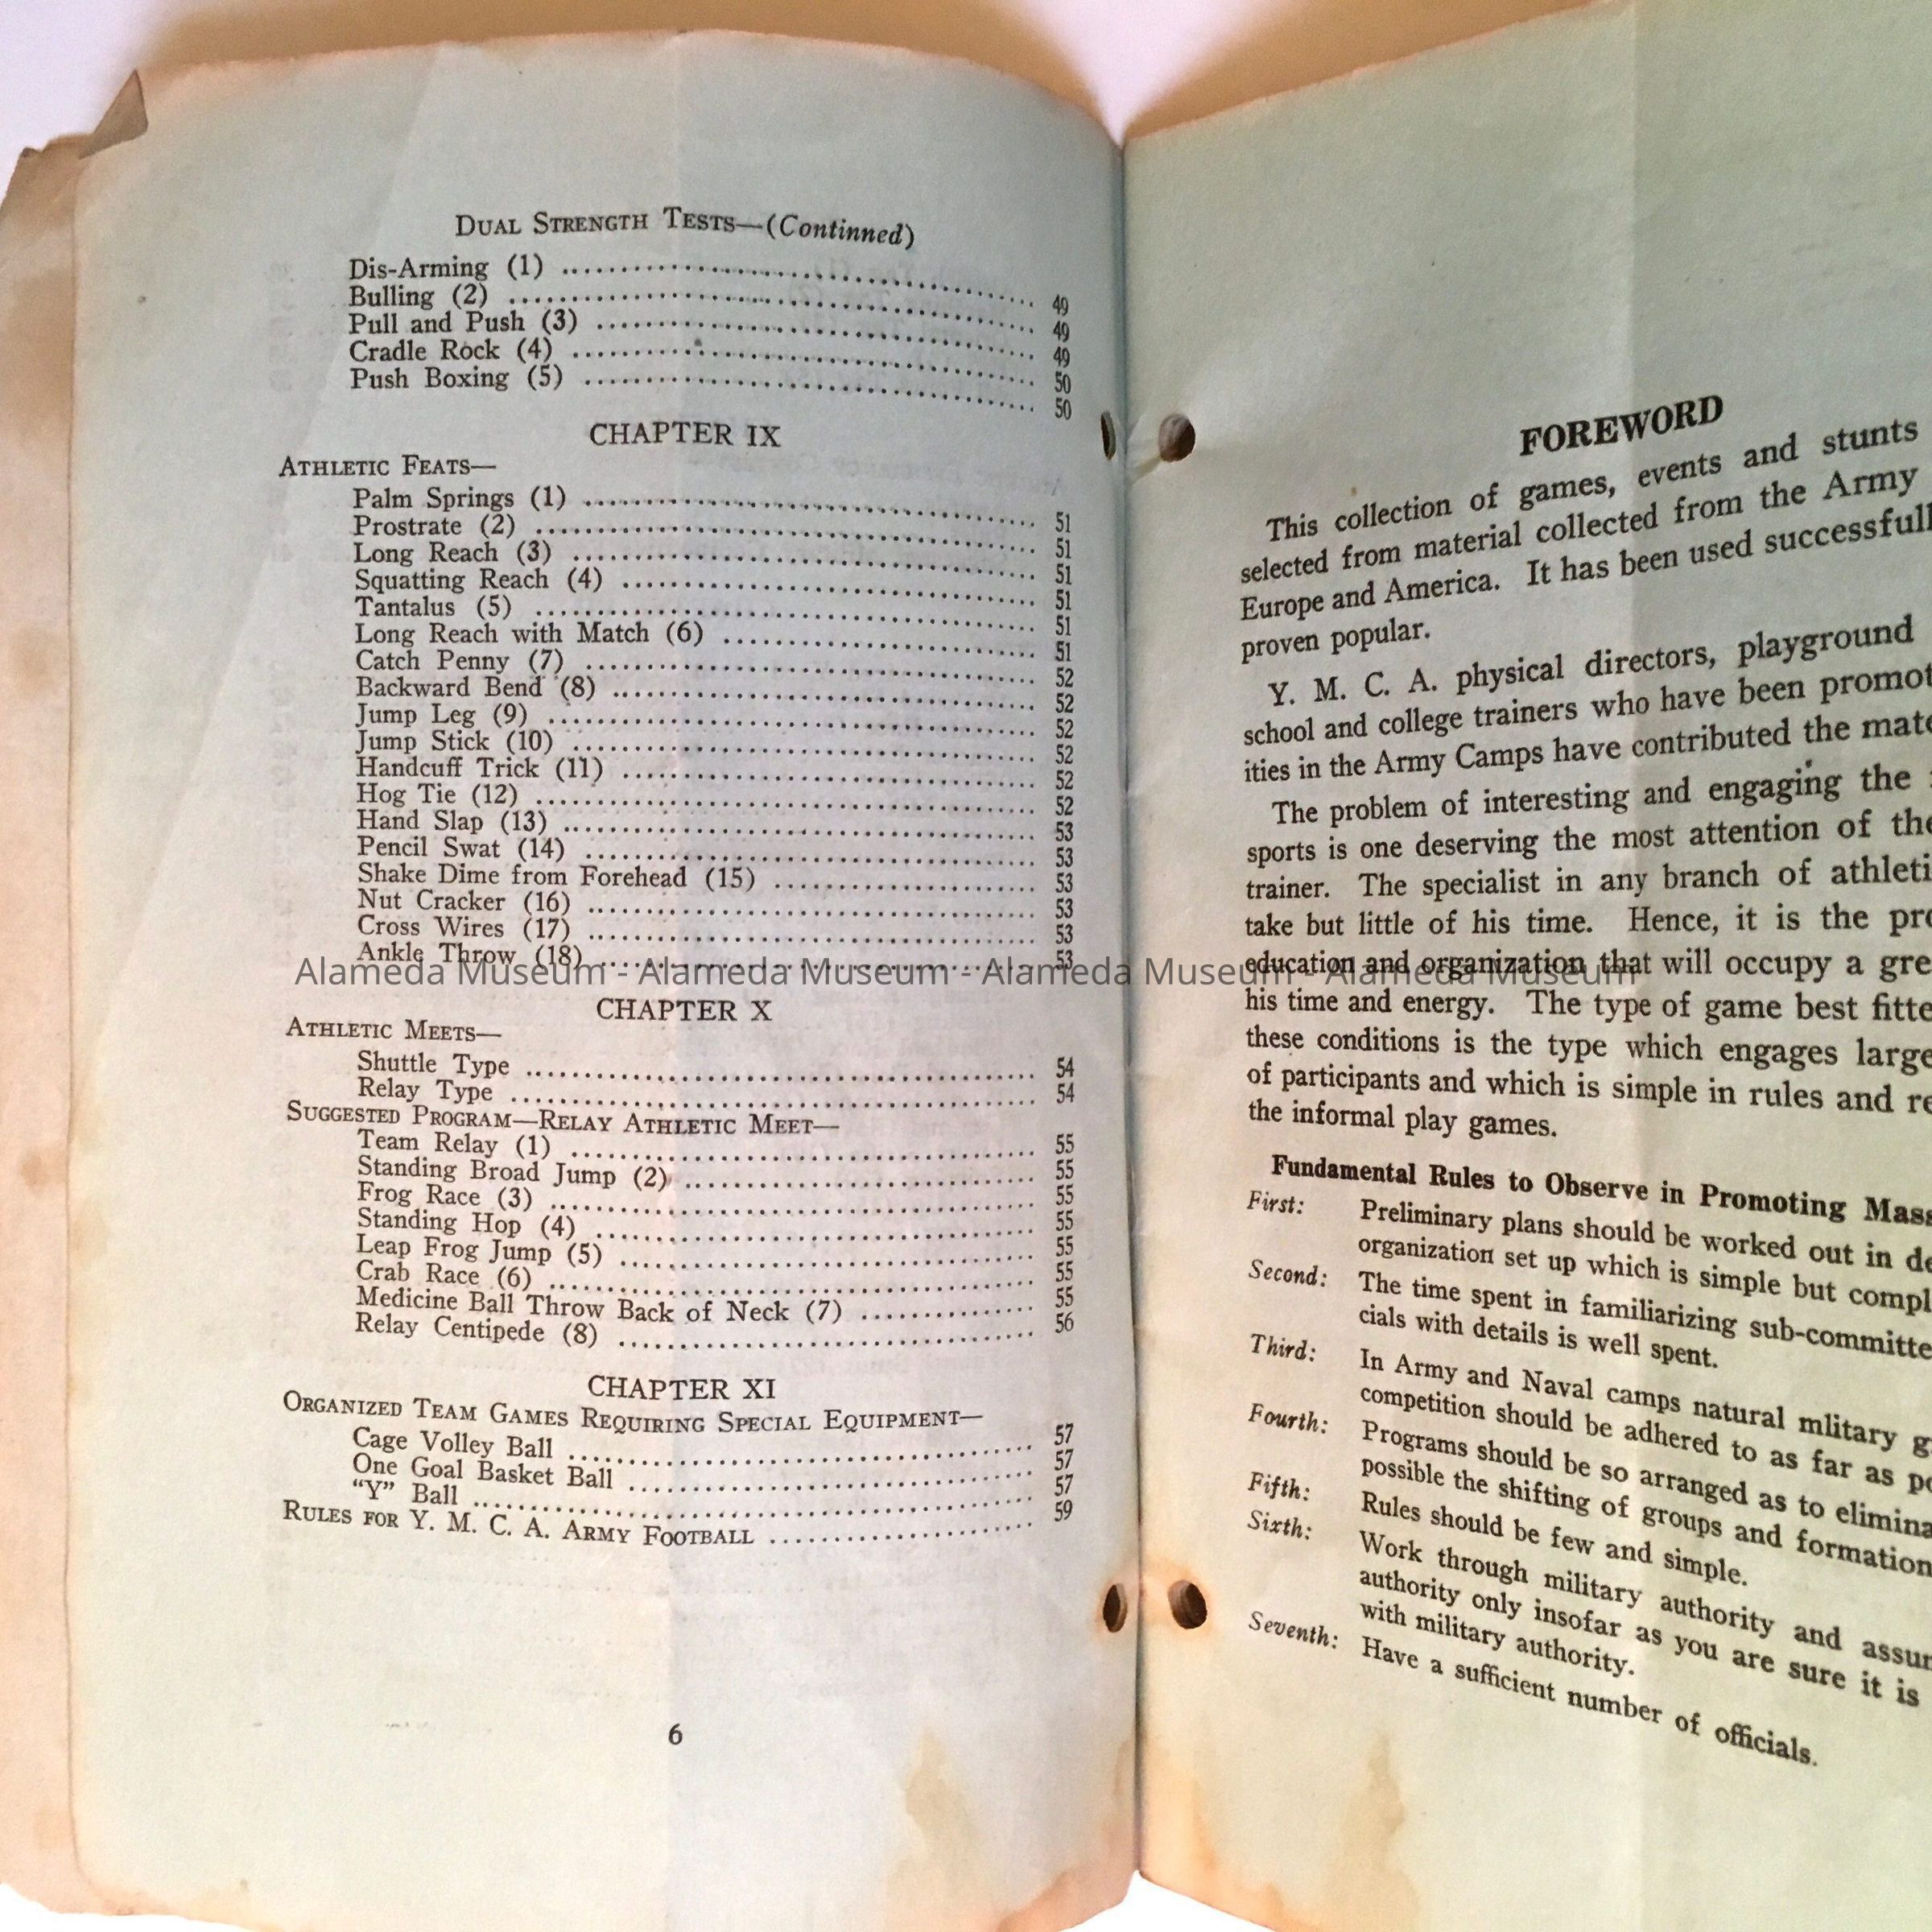 DUAL STRENGTH TESTS—(Continned)
Dis-Arming (1) 49
Bulling (2) 49
Pull and Push (3) 49
Cradle Rock (4) 50
Push Boxing (5) 50
CHAPTER IX
ATHLETIC FEATS—
Palm Springs (1) 51
Prostrate (2) 51
Long Reach (3) 51
Squatting Reach (4) 51
Tantalus (5) 51
Long Reach with Match (6) 51
Catch Penny (7) 52
Backward Bend (8) 52
Jump Leg (9) 52
Jump Stick (10) 52
Handcuff Trick (11) 52
Hog Tie (12) 52
Hand Slap (13) 53
Pencil Swat (14) 53
Shake Dime from Forehead (15) 53
Nut Cracker (16) 53
Cross Wires (17) 53
Ankle Throw (18) 53
Alameda Museum - Alameda Museum - Alameda Museum - Alameda Museum
CHAPTER X
ATHLETIC MEETS—
Shuttle Type 54
Relay Type 54
SUGGESTED PROGRAM—RELAY ATHLETIC MEET—
Team Relay (1) 55
Standing Broad Jump (2) 55
Frog Race (3) 55
Standing Hop (4) 55
Leap Frog Jump (5) 55
Crab Race (6) 55
Medicine Ball Throw Back of Neck (7) 55
Relay Centipede (8) 56
CHAPTER XI
ORGANIZED TEAM GAMES REQUIRING SPECIAL EQUIPMENT—
Cage Volley Ball 57
One Goal Basket Ball 57
“Y” Ball 57
RULES FOR Y. M. C. A. ARMY FOOTBALL 59
6
FOREWORD
This collection of games, events and stunts
selected from material collected from the Army
Europe and America. It has been used successfull
proven popular.
Y. M. C. A. physical directors, playground
school and college trainers who have been promot
ities in the Army Camps have contributed the mate
The problem of interesting and engaging the
sports is one deserving the most attention of the
trainer. The specialist in any branch of athleti
take but little of his time. Hence, it is the pro
education and organization that will occupy a gre
his time and energy. The type of game best fitte
these conditions is the type which engages large
of participants and which is simple in rules and re
the informal play games.
Fundamental Rules to Observe in Promoting Mass
First: Preliminary plans should be worked out in de
organization set up which is simple but compl
Second: The time spent in familiarizing sub-committe
cials with details is well spent.
Third: In Army and Naval camps natural mlitary g
competition should be adhered to as far as po
Fourth: Programs should be so arranged as to elimina
possible the shifting of groups and formation
Fifth: Rules should be few and simple.
Sixth: Work through military authority and assum
authority only insofar as you are sure it is
with military authority.
Seventh: Have a sufficient number of officials.